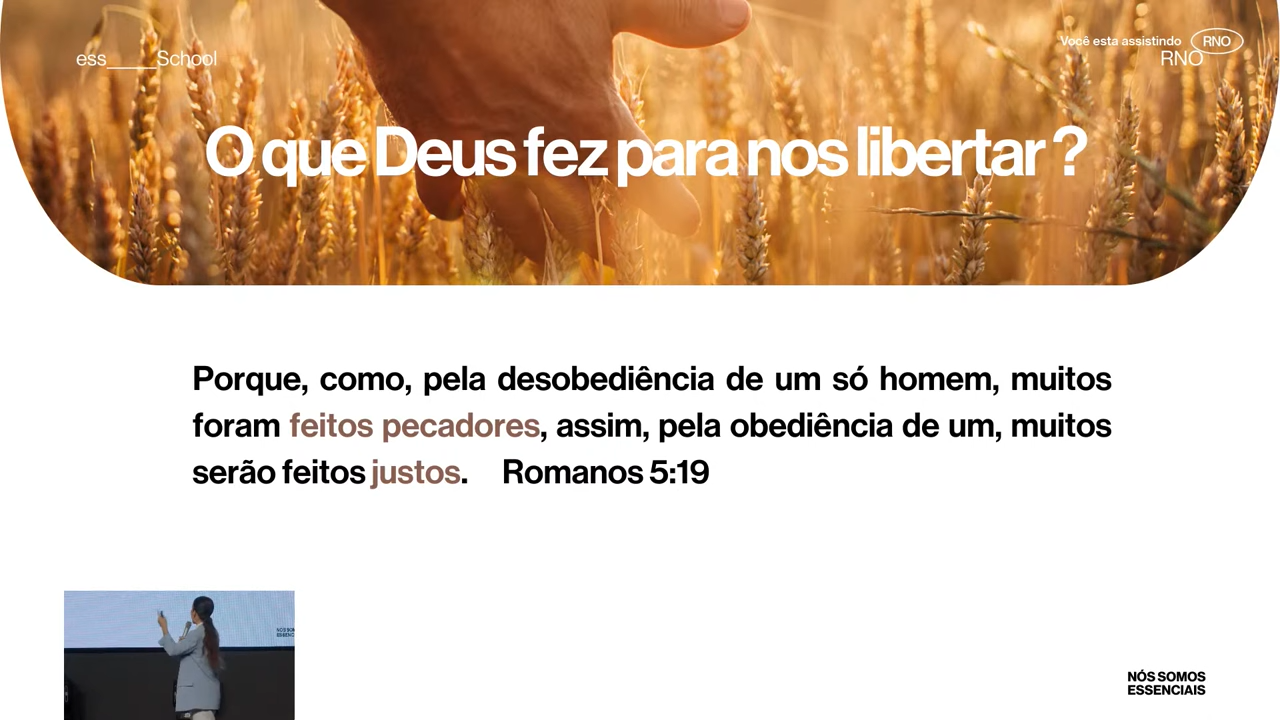 ess_____School
Você esta assistindo RNO
RNO
O que Deus fez para nos libertar ?
Porque, como, pela desobediência de um só homem, muitos
foram feitos pecadores, assim, pela obediência de um, muitos
serão feitos justos. Romanos 5:19
NÓS SOMOS
ESSENCIAIS